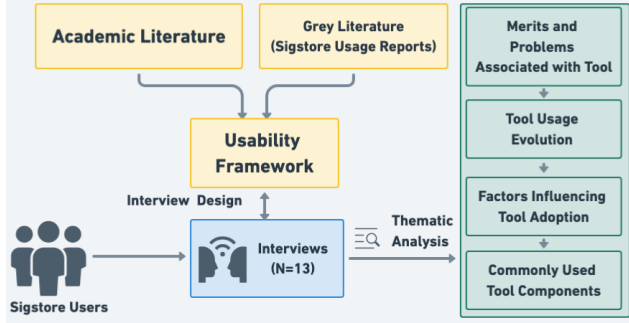 Academic Literature
Grey Literature
(Sigstore Usage Reports)
Usability
Framework
Interview Design
Sigstore Users
Interviews
(N=13)
Thematic
Analysis
Merits and
Problems
Associated with Tool
Tool Usage
Evolution
Factors Influencing
Tool Adoption
Commonly Used
Tool Components